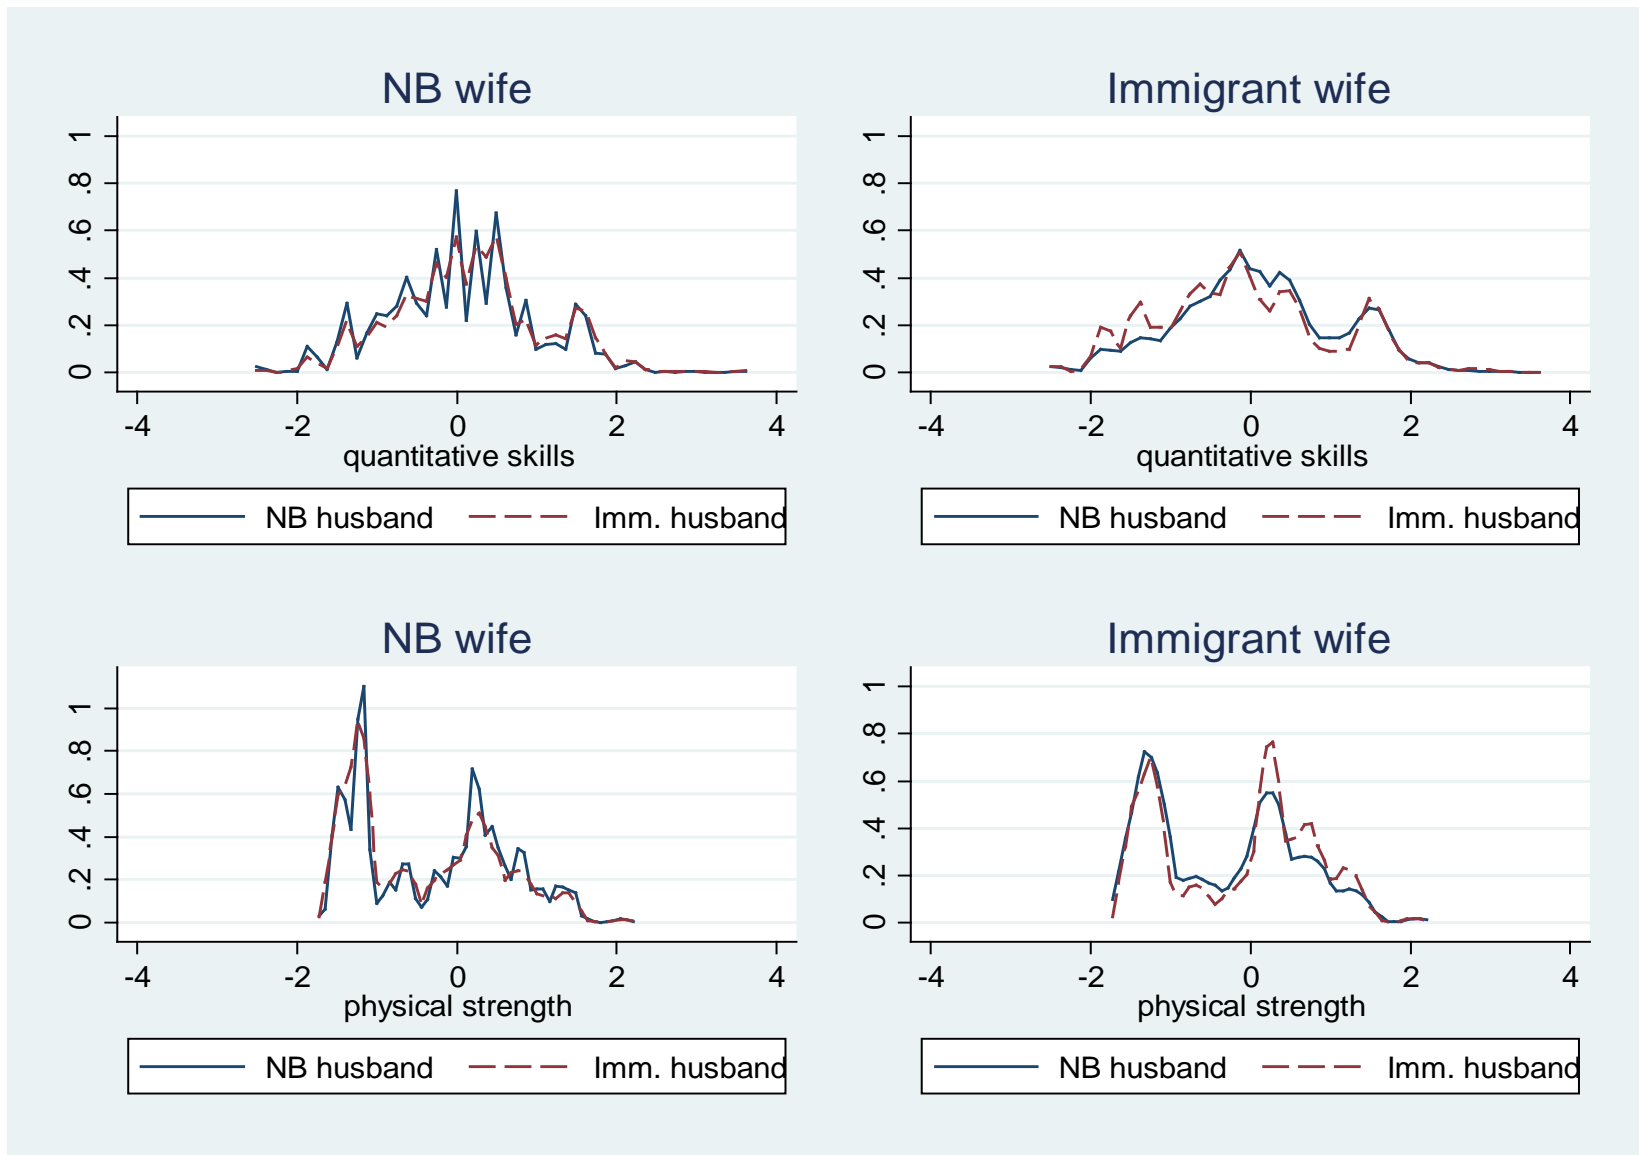 NB wife
1
.8
.6
.4
.2
0
-4 -2 0 2 4
quantitative skills
NB husband Imm. husband
Immigrant wife
1
.8
.6
.4
.2
0
-4 -2 0 2 4
quantitative skills
NB husband Imm. husband
NB wife
1
.8
.6
.4
.2
0
-4 -2 0 2 4
physical strength
NB husband Imm. husband
Immigrant wife
1
.8
.6
.4
.2
0
-4 -2 0 2 4
physical strength
NB husband Imm. husband